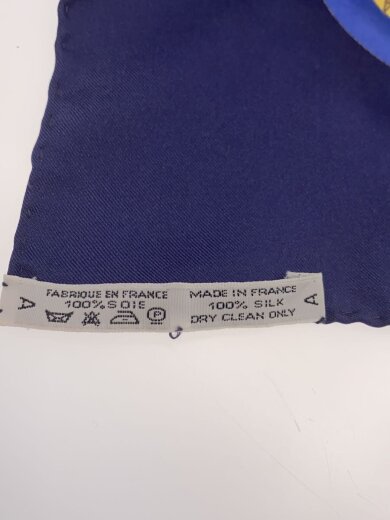 A
FABRIQUE EN FRANCE
100% SOIE
P
MADE IN FRANCE
100% SILK
DRY CLEAN ONLY
A